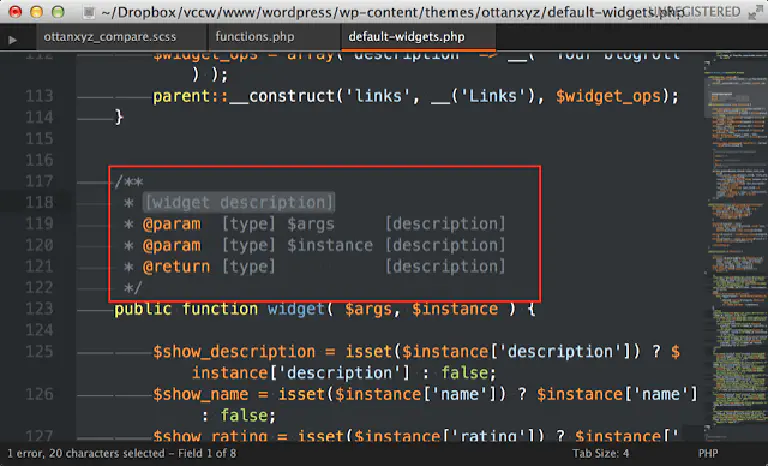 ~/Dropbox/vccw/www/wordpress/wp-content/themes/ottanxyz/default-widgets.php
UNREGISTERED
ottanxyz_compare.scss functions.php default-widgets.php
112 $widget_ops = array( 'description' => __( "Your blogroll"
) );
113 parent::__construct('links', __('Links'), $widget_ops);
114 }
115
116
117 /**
118 * [widget description]
119 * @param [type] $args [description]
120 * @param [type] $instance [description]
121 * @return [type] [description]
122 */
123 public function widget( $args, $instance ) {
124
125 $show_description = isset($instance['description']) ? $
instance['description'] : false;
126 $show_name = isset($instance['name']) ? $instance['name']
: false;
127 $show_rating = isset($instance['rating']) ? $instance['
1 error, 20 characters selected – Field 1 of 8 Tab Size: 4 PHP